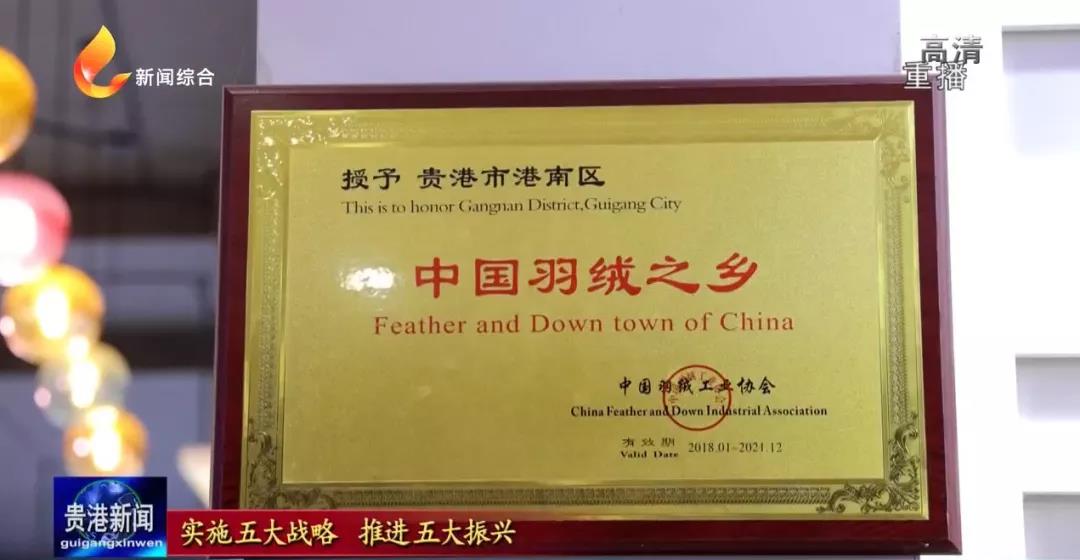 新闻综合
高清
重播
授予 贵港市港南区
This is to honor Gangnan District,Guigang City
中国羽绒之乡
Feather and Down town of China
中国羽绒工业协会
China Feather and Down Industrial Association
有效期
Valid Date 2018.01-2021.12
贵港新闻
guigangxinwen
实施五大战略 推进五大振兴